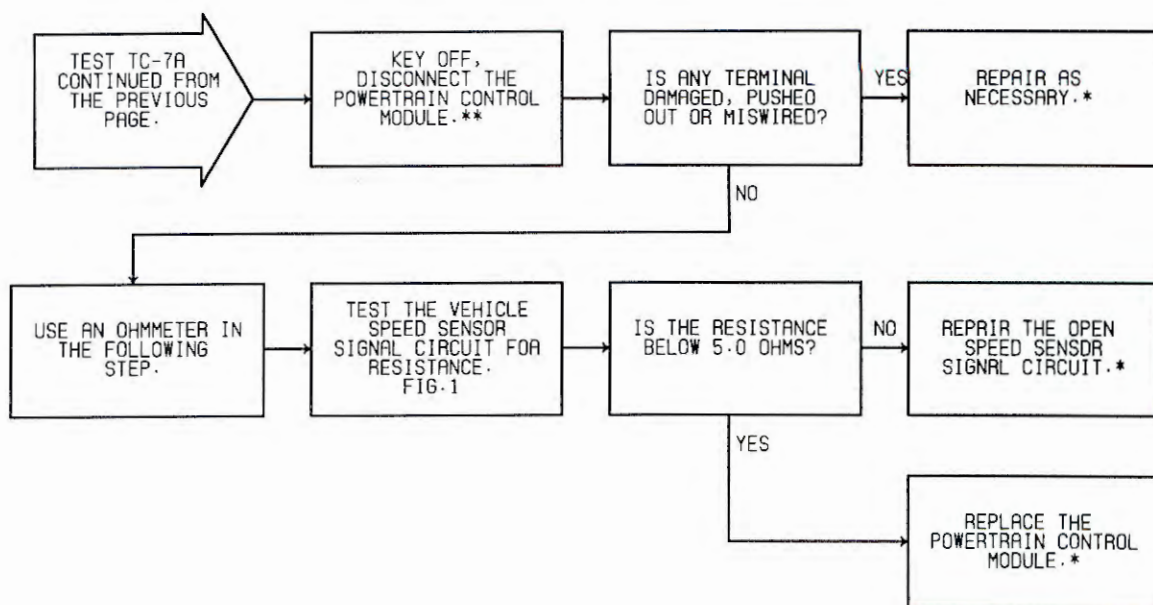 TEST TC-7A
CONTINUED FROM
THE PREVIOUS
PAGE.
KEY OFF,
DISCONNECT THE
POWERTRAIN CONTROL
MODULE.**
IS ANY TERMINAL
DAMAGED, PUSHED
OUT OR MISWIRED?
YES
REPAIR AS
NECESSARY.*
NO
USE AN OHMMETER IN
THE FOLLOWING
STEP.
TEST THE VEHICLE
SPEED SENSOR
SIGNAL CIRCUIT FOR
RESISTANCE.
FIG.1
IS THE RESISTANCE
BELOW 5.0 OHMS?
NO
REPAIR THE OPEN
SPEED SENSOR
SIGNAL CIRCUIT.*
YES
REPLACE THE
POWERTRAIN CONTROL
MODULE.*